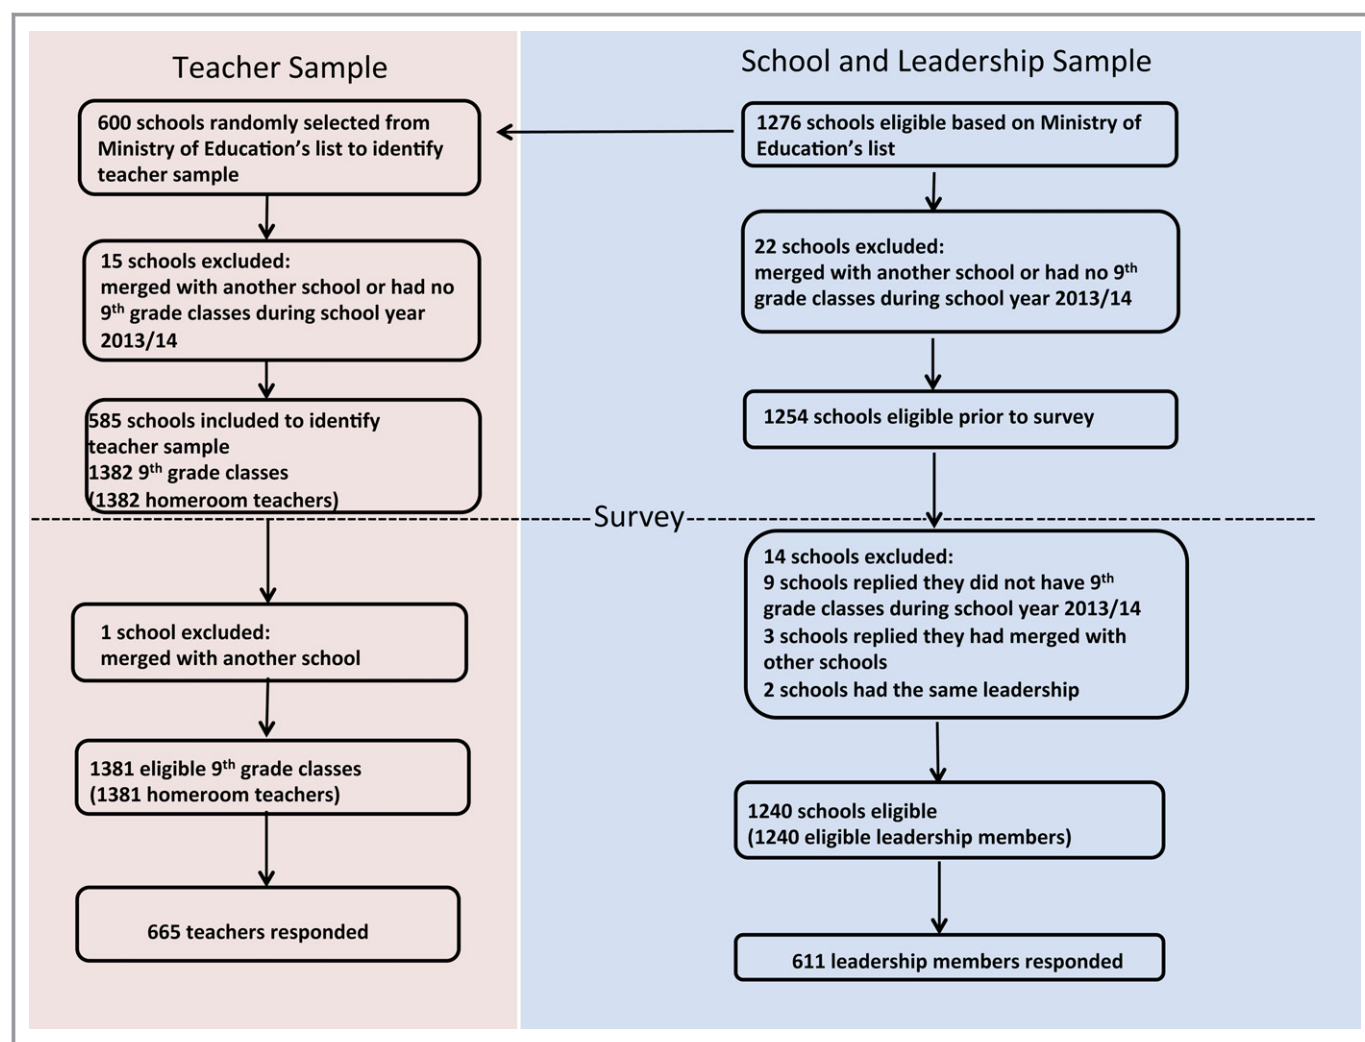 Teacher Sample
600 schools randomly selected from
Ministry of Education's list to identify
teacher sample
15 schools excluded:
merged with another school or had no
9th grade classes during school year
2013/14
585 schools included to identify
teacher sample
1382 9th grade classes
(1382 homeroom teachers)
School and Leadership Sample
1276 schools eligible based on Ministry of
Education's list
22 schools excluded:
merged with another school or had no 9th
grade classes during school year 2013/14
1254 schools eligible prior to survey
Survey
1 school excluded:
merged with another school
1381 eligible 9th grade classes
(1381 homeroom teachers)
665 teachers responded
14 schools excluded:
9 schools replied they did not have 9th
grade classes during school year 2013/14
3 schools replied they had merged with
other schools
2 schools had the same leadership
1240 schools eligible
(1240 eligible leadership members)
611 leadership members responded